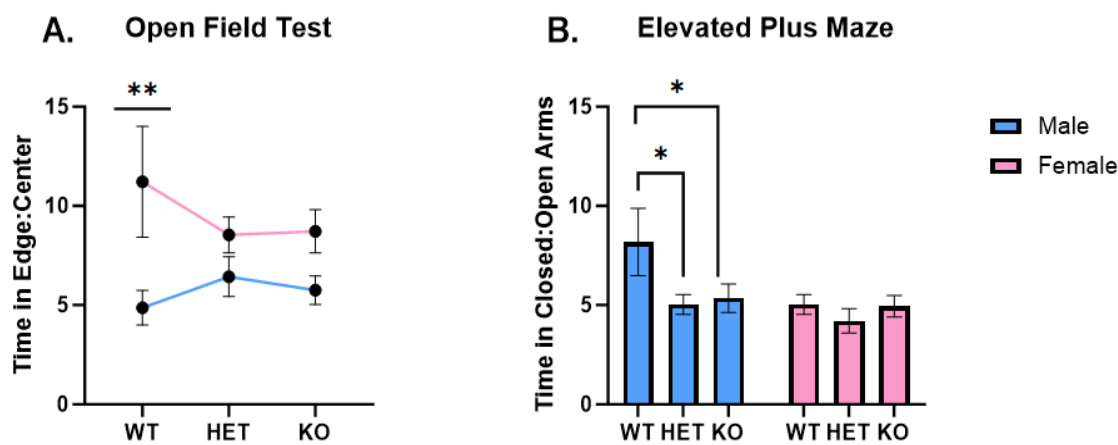 A. Open Field Test
**
Time in Edge:Center
15
10
5
0
WT HET KO
B. Elevated Plus Maze
*
*
Time in Closed:Open Arms
15
10
5
0
WT HET KO WT HET KO
Male
Female